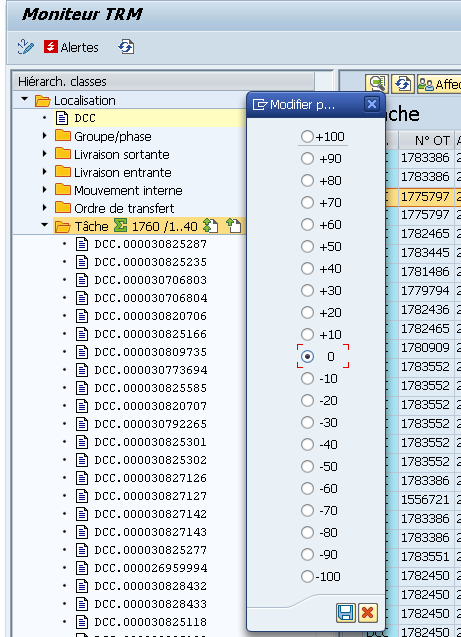 Moniteur TRM
Alertes
Hiérarch. classes
Localisation
DCC
Groupe/phase
Livraison sortante
Livraison entrante
Mouvement interne
Ordre de transfert
Tâche 1760 /1..40
DCC.000030825287
DCC.000030825235
DCC.000030706803
DCC.000030706804
DCC.000030820706
DCC.000030825166
DCC.000030809735
DCC.000030773694
DCC.000030825585
DCC.000030820707
DCC.000030792265
DCC.000030825301
DCC.000030825302
DCC.000030827126
DCC.000030827127
DCC.000030827142
DCC.000030827143
DCC.000030825277
DCC.000026959994
DCC.000030828432
DCC.000030828433
DCC.000030825118
Modifier p...
+100
+90
+80
+70
+60
+50
+40
+30
+20
+10
0
-10
-20
-30
-40
-50
-60
-70
-80
-90
-100
Affec
âche
N° OT
1783386
1783386
1775797
1775797
1782465
1783445
1781486
1779794
1782436
1782465
1780909
1783552
1783552
1783552
1783552
1783552
1783552
1783386
1556721
1783386
1783386
1783551
1782450
1782450
1782450
1782450